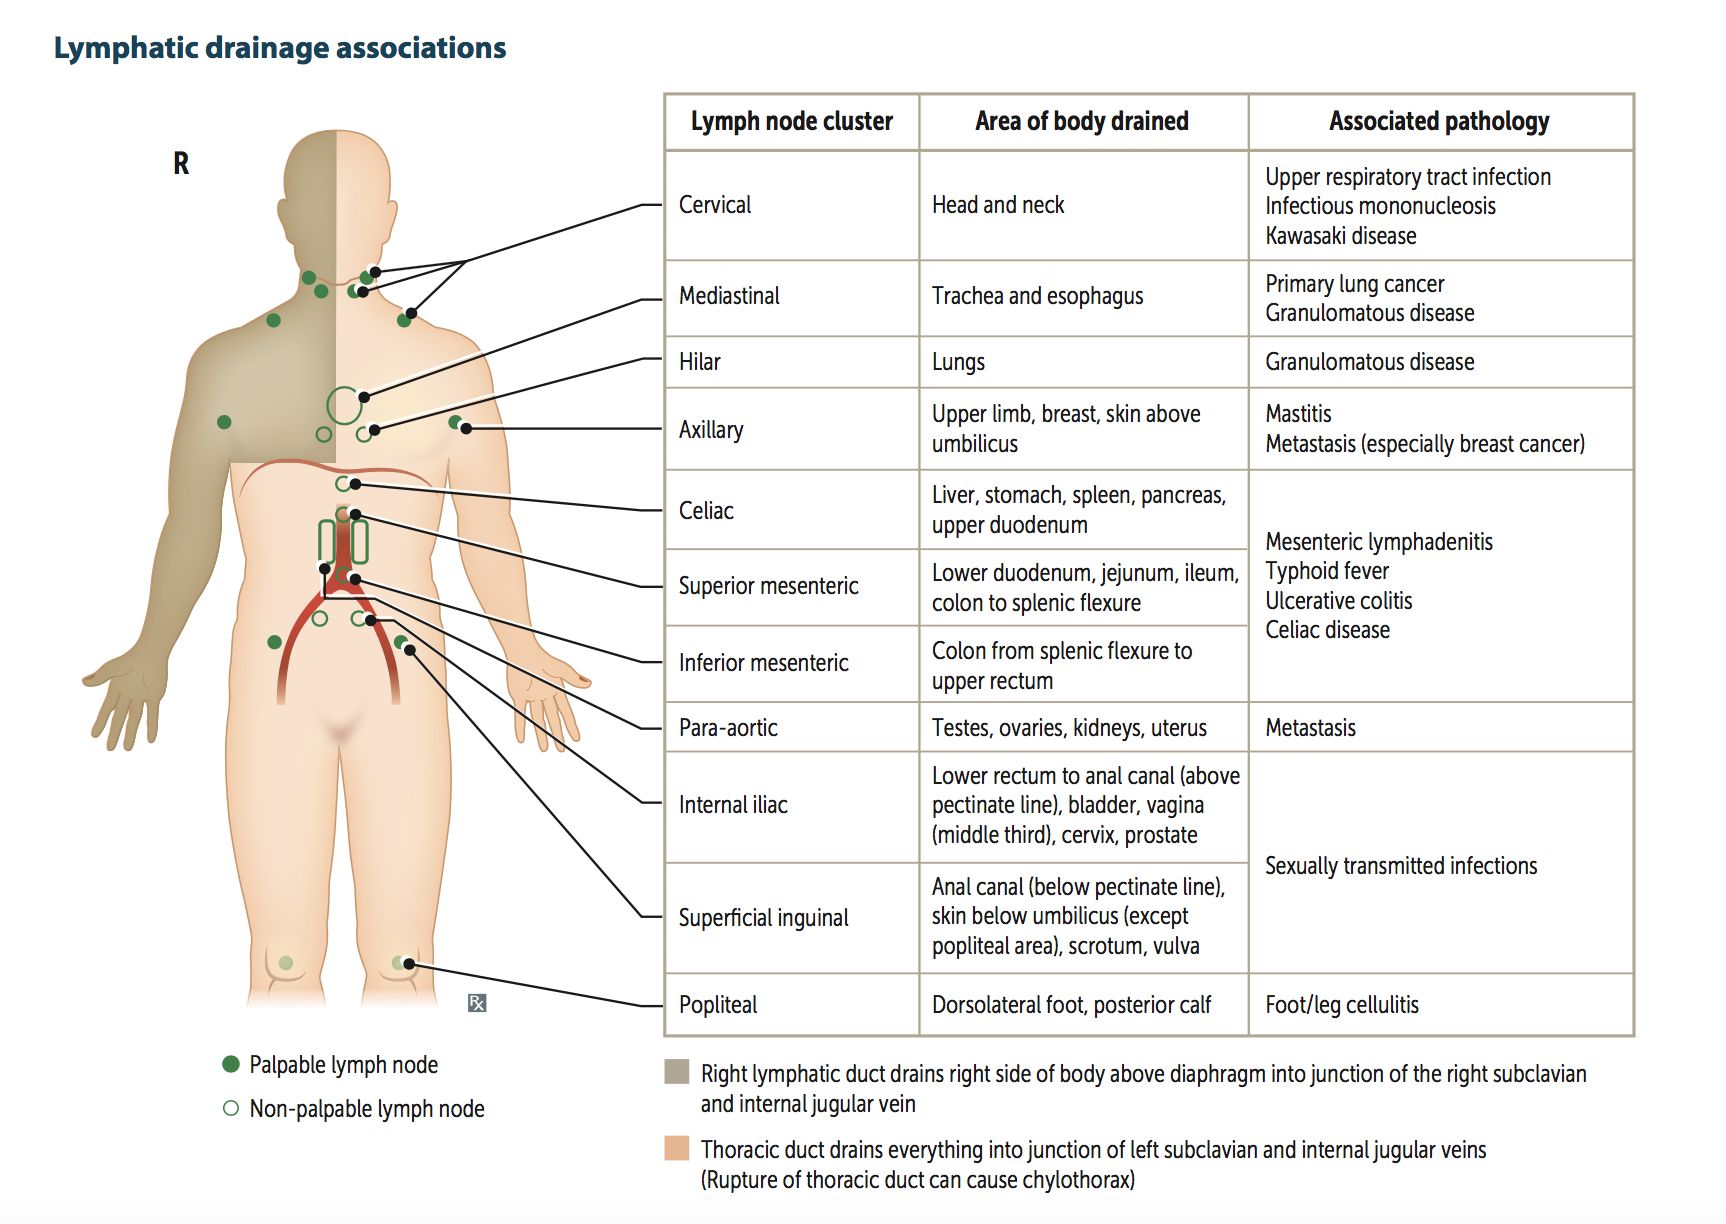 Lymphatic drainage associations
R
Lymph node cluster
Area of body drained
Associated pathology
Cervical
Head and neck
Upper respiratory tract infection
Infectious mononucleosis
Kawasaki disease
Mediastinal
Trachea and esophagus
Primary lung cancer
Granulomatous disease
Hilar
Lungs
Granulomatous disease
Axillary
Upper limb, breast, skin above
umbilicus
Mastitis
Metastasis (especially breast cancer)
Celiac
Liver, stomach, spleen, pancreas,
upper duodenum
Mesenteric lymphadenitis
Typhoid fever
Ulcerative colitis
Celiac disease
Superior mesenteric
Lower duodenum, jejunum, ileum,
colon to splenic flexure
Inferior mesenteric
Colon from splenic flexure to
upper rectum
Para-aortic
Testes, ovaries, kidneys, uterus
Metastasis
Internal iliac
Lower rectum to anal canal (above
pectinate line), bladder, vagina
(middle third), cervix, prostate
Sexually transmitted infections
Superficial inguinal
Anal canal (below pectinate line),
skin below umbilicus (except
popliteal area), scrotum, vulva
Popliteal
Dorsolateral foot, posterior calf
Foot/leg cellulitis
Rx
Palpable lymph node
Non-palpable lymph node
Right lymphatic duct drains right side of body above diaphragm into junction of the right subclavian
and internal jugular vein
Thoracic duct drains everything into junction of left subclavian and internal jugular veins
(Rupture of thoracic duct can cause chylothorax)